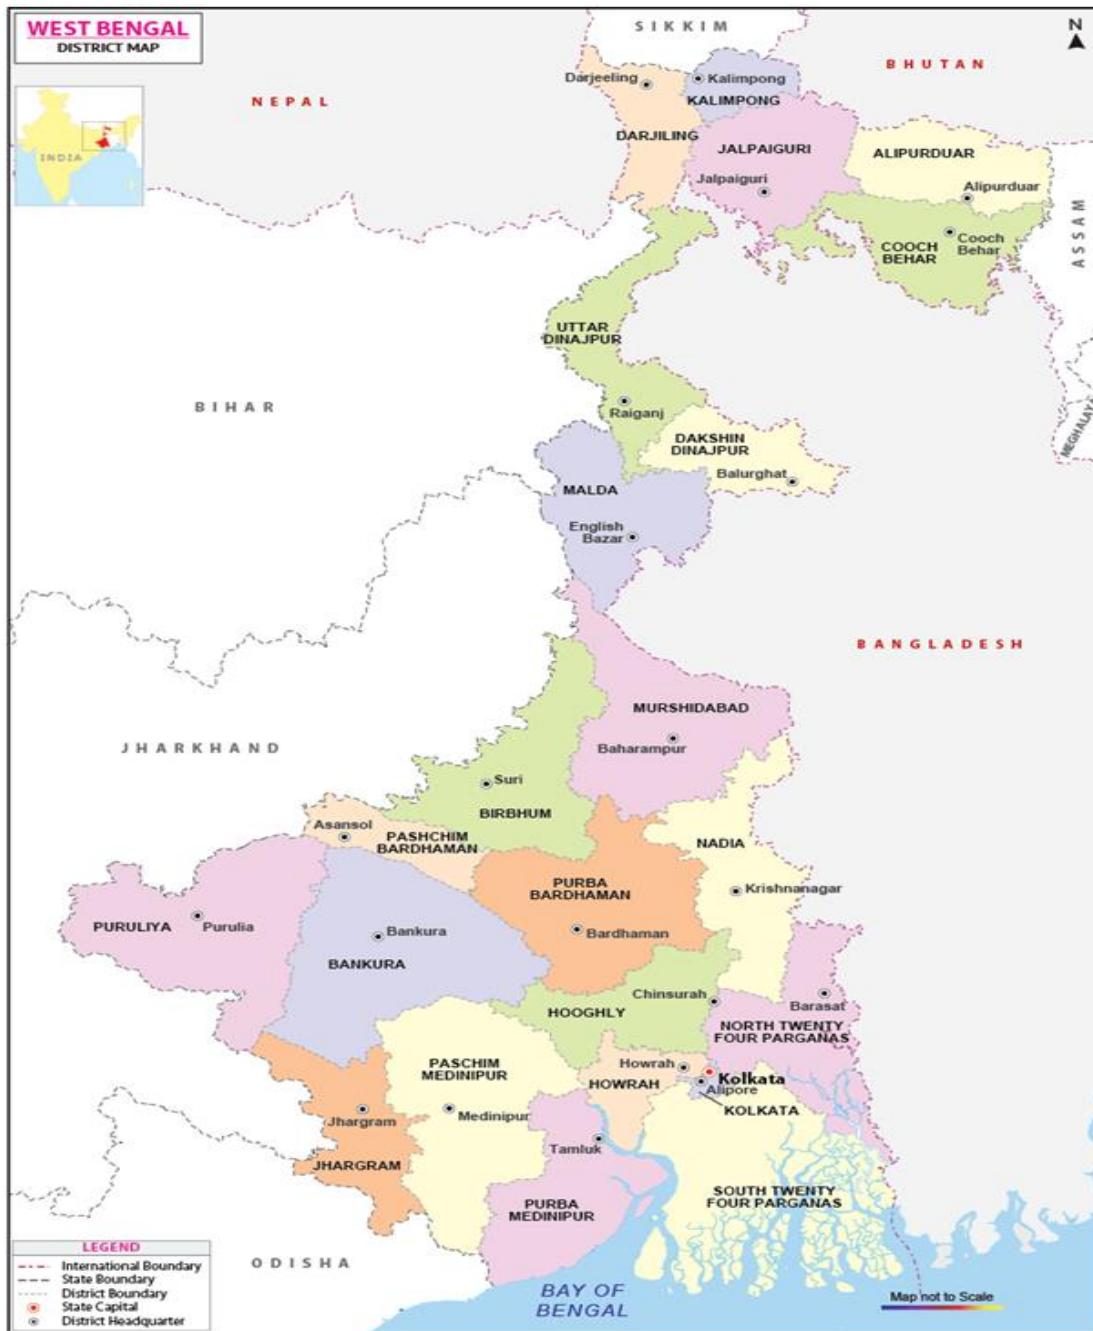 WEST BENGAL
DISTRICT MAP
N
SIKKIM
BHUTAN
NEPAL
INDIA
Darjeeling
Kalimpong
KALIMPONG
DARJILING
JALPAIGURI
Jalpaiguri
ALIPURDUAR
Alipurduar
COOCH
BEHAR
Cooch
Behar
ASSAM
UTTAR
DINAJPUR
BIHAR
Raiganj
MEGHALAYA
DAKSHIN
DINAJPUR
Balurghat
MALDA
English
Bazar
BANGLADESH
MURSHIDABAD
Baharampur
JHARKHAND
Suri
BIRBHUM
Asansol
PASHCHIM
BARDHAMAN
NADIA
PURBA
BARDHAMAN
Krishnanagar
PURULIYA
Purulia
Bankura
BANKURA
Bardhaman
Chinsurah
Barasat
HOOGHLY
NORTH TWENTY
FOUR PARGANAS
PASCHIM
MEDINIPUR
Howrah
HOWRAH
Kolkata
Alipore
KOLKATA
Jhargram
Medinipur
Tamluk
JHARGRAM
PURBA
MEDINIPUR
SOUTH TWENTY
FOUR PARGANAS
ODISHA
BAY OF
BENGAL
Map not to Scale
LEGEND
International Boundary
State Boundary
District Boundary
State Capital
District Headquarter